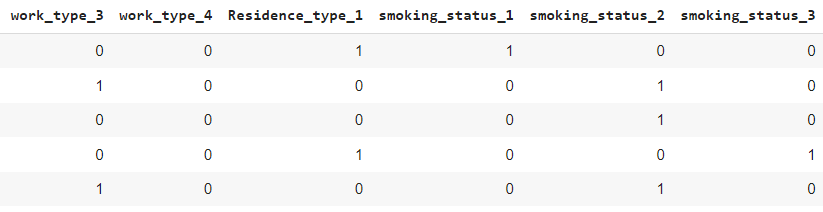 work_type_3 work_type_4 Residence_type_1 smoking_status_1 smoking_status_2 smoking_status_3
0 0 1 1 0 0
1 0 0 0 1 0
0 0 0 0 1 0
0 0 1 0 0 1
1 0 0 0 1 0